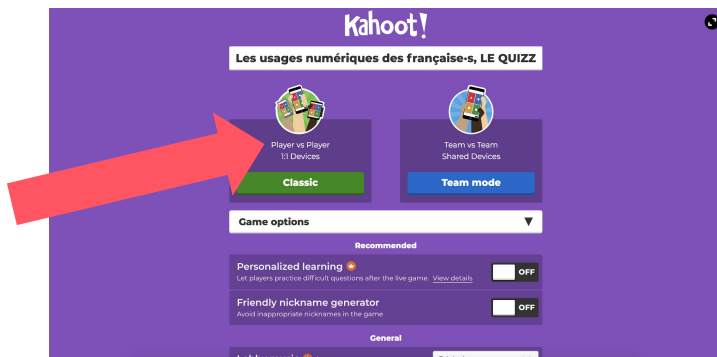 Kahoot!
Les usages numériques des française·s, LE QUIZZ
Player vs Player
1:1 Devices
Classic
Team vs Team
Shared Devices
Team mode
Game options
Recommended
Personalized learning
Let players practice difficult questions after the live game. View details
OFF
Friendly nickname generator
Avoid inappropriate nicknames in the game
OFF
General